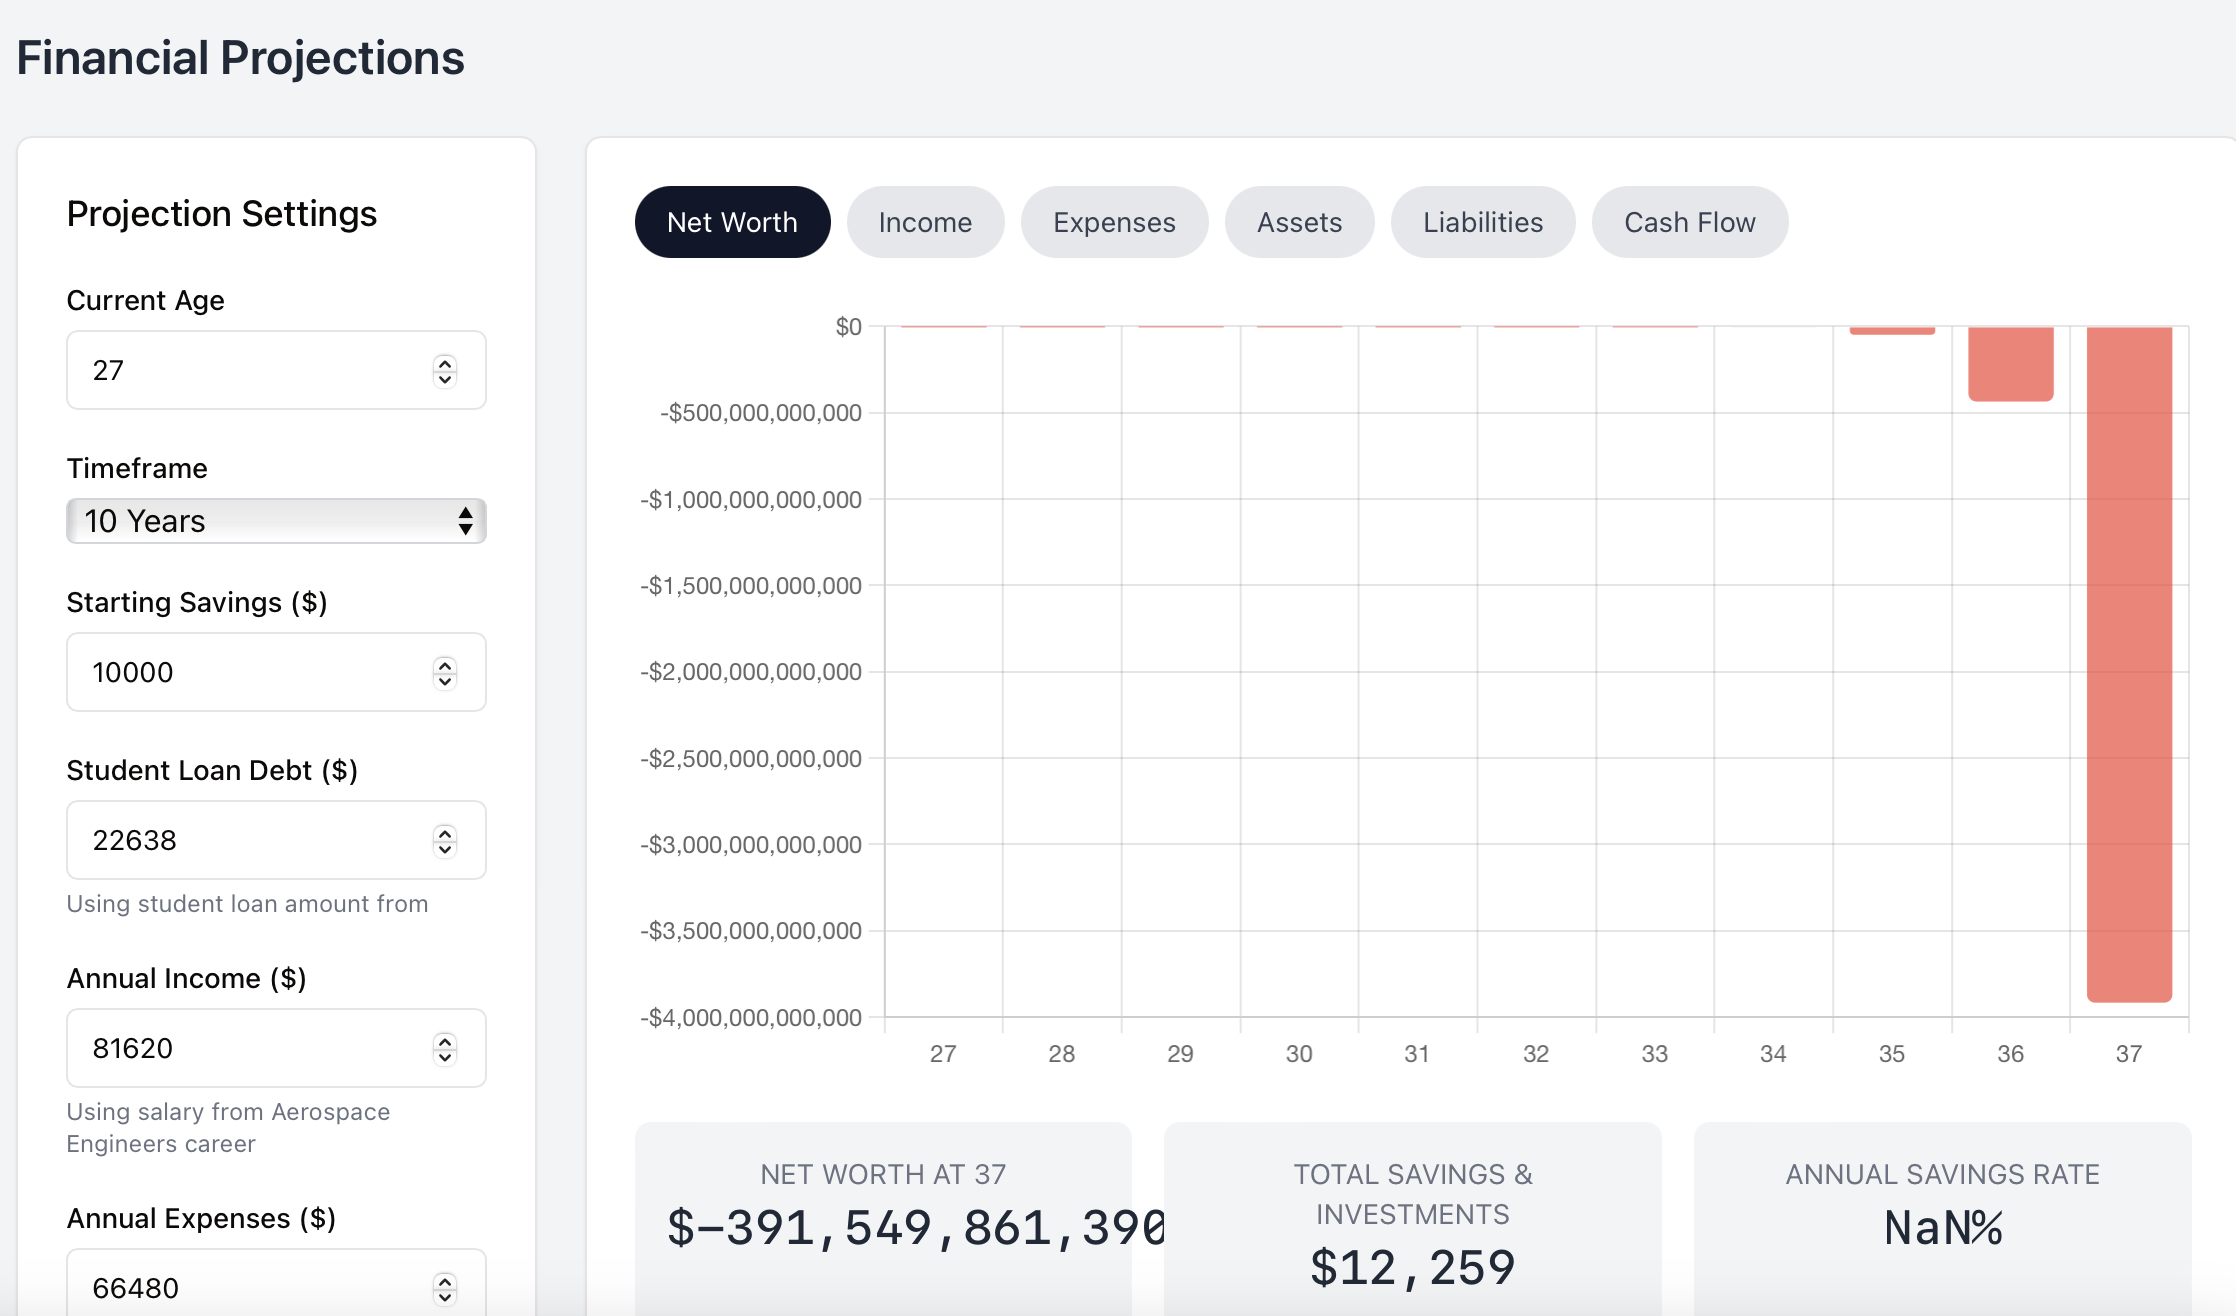 Financial Projections
Projection Settings
Current Age
27
Timeframe
10 Years
Starting Savings ($)
10000
Student Loan Debt ($)
22638
Using student loan amount from
Annual Income ($)
81620
Using salary from Aerospace
Engineers career
Annual Expenses ($)
66480
Net Worth
Income
Expenses
Assets
Liabilities
Cash Flow
$0
-$500,000,000,000
-$1,000,000,000,000
-$1,500,000,000,000
-$2,000,000,000,000
-$2,500,000,000,000
-$3,000,000,000,000
-$3,500,000,000,000
-$4,000,000,000,000
27 28 29 30 31 32 33 34 35 36 37
NET WORTH AT 37
$-391,549,861,390
TOTAL SAVINGS &
INVESTMENTS
$12,259
ANNUAL SAVINGS RATE
NaN%